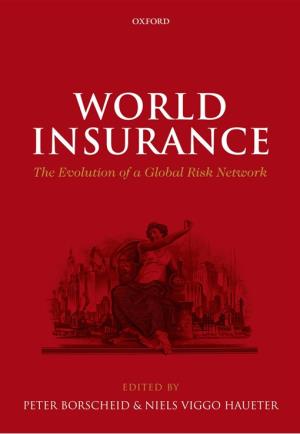 OXFORD
WORLD
INSURANCE
The Evolution of a Global Risk Network
EDITED BY
PETER BORSCHEID & NIELS VIGGO HAUETER